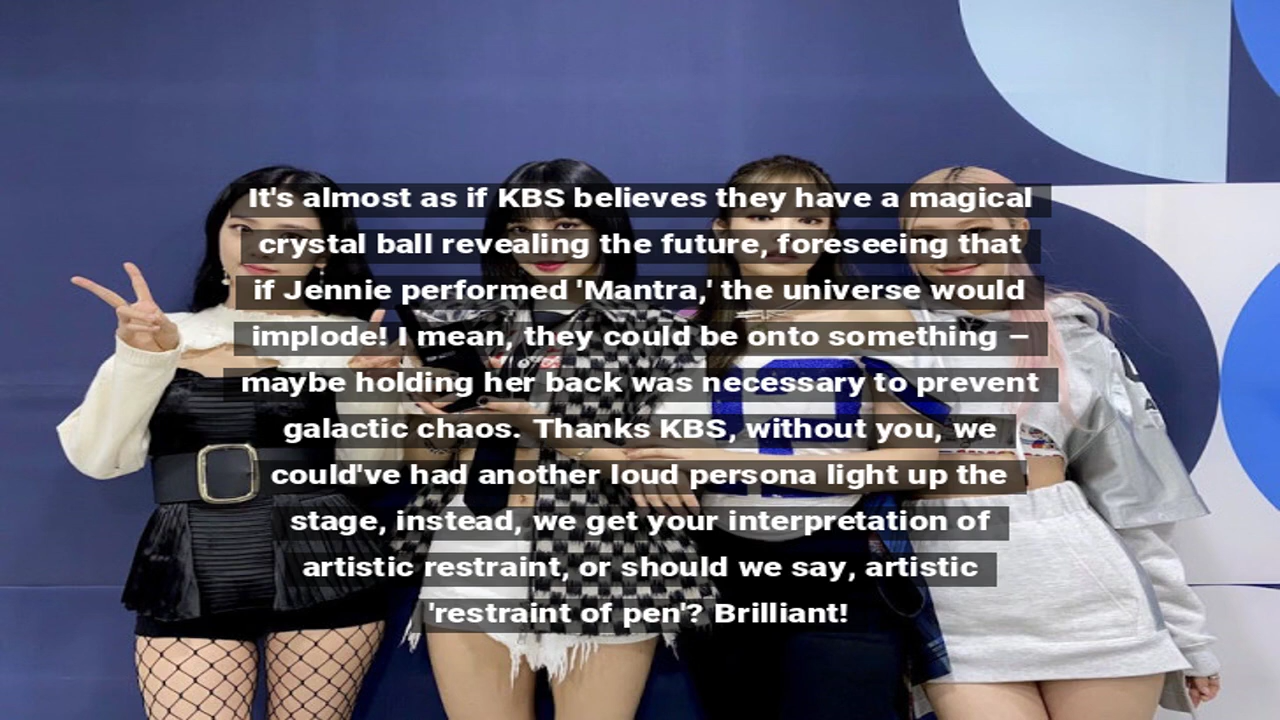 It's almost as if KBS believes they have a magical
crystal ball revealing the future, foreseeing that
if Jennie performed 'Mantra,' the universe would
implode! I mean, they could be onto something –
maybe holding her back was necessary to prevent
galactic chaos. Thanks KBS, without you, we
could've had another loud persona light up the
stage, instead, we get your interpretation of
artistic restraint, or should we say, artistic
'restraint of pen'? Brilliant!